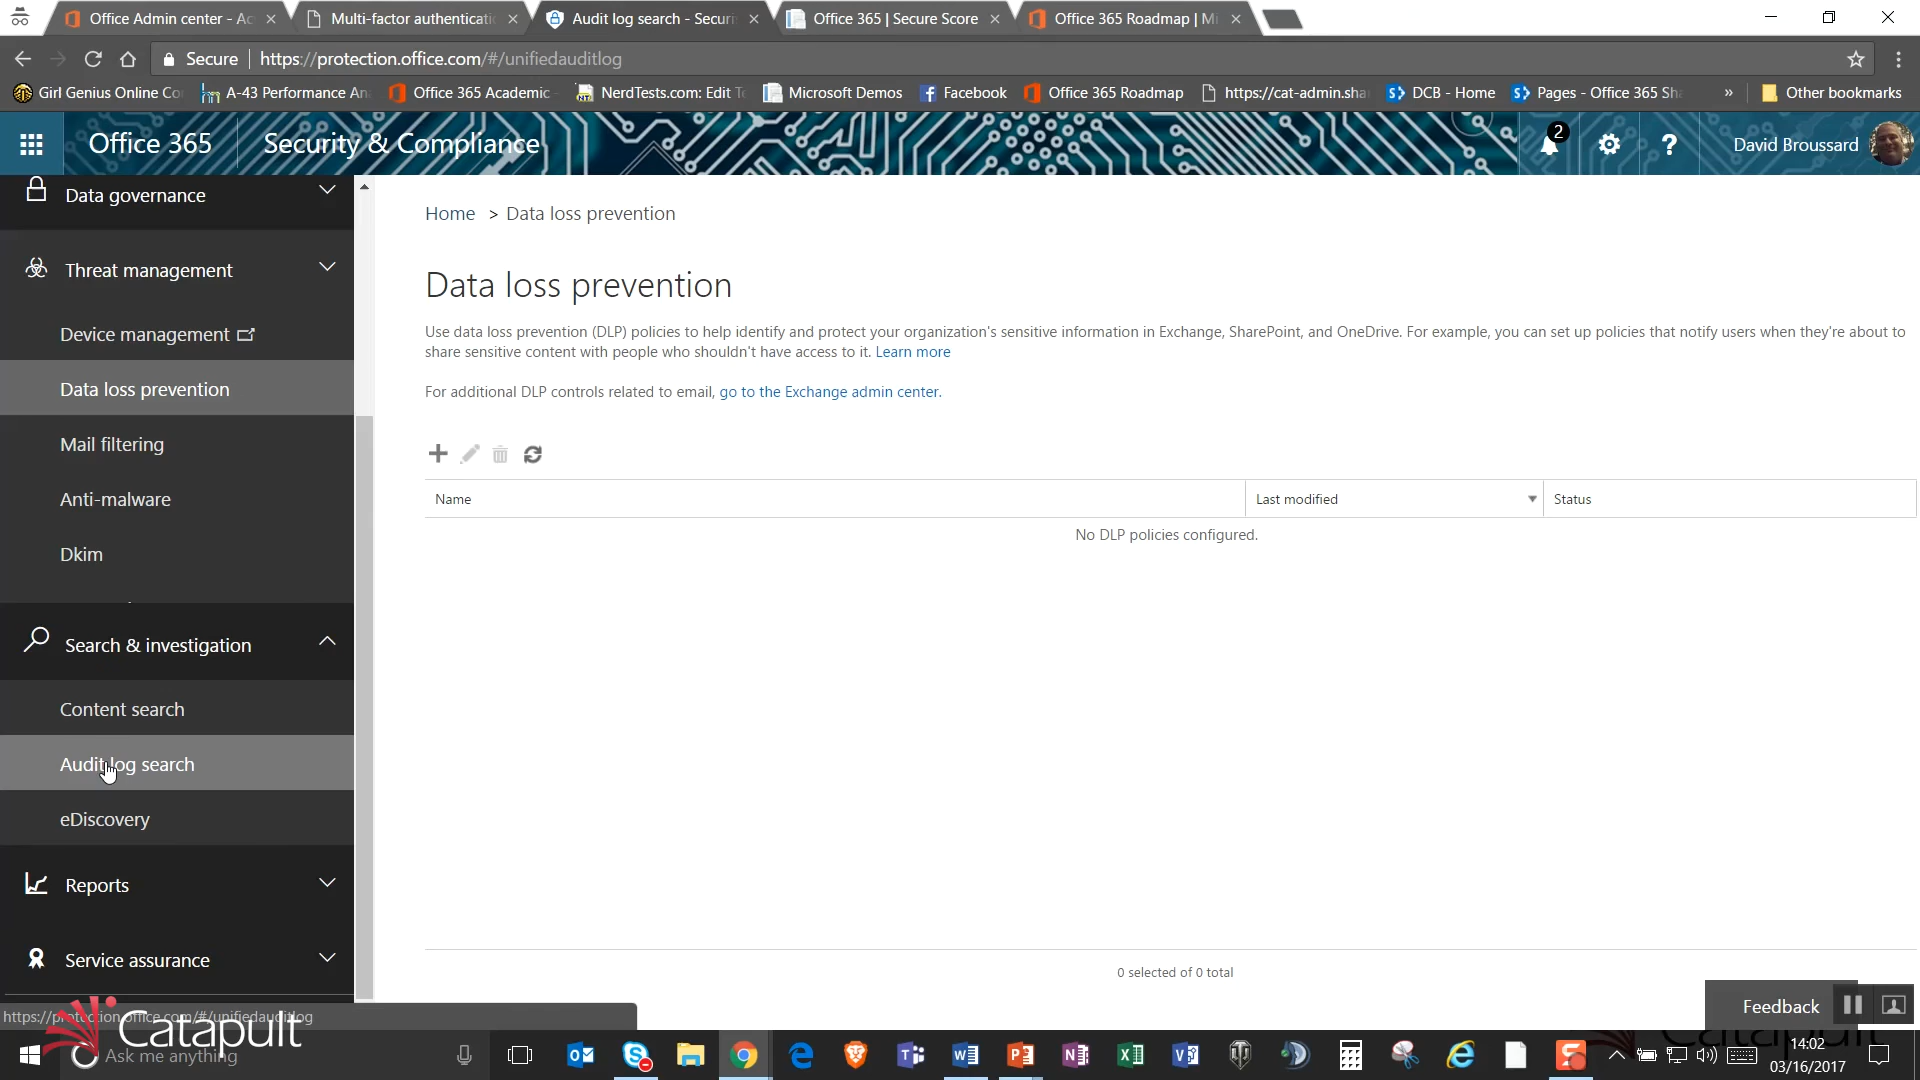 Office Admin center - Ac
Multi-factor authenticati
Audit log search - Securi
Office 365 | Secure Score
Office 365 Roadmap | Mi
Secure
https://protection.office.com/#/unifiedauditlog
Girl Genius Online Co
A-43 Performance An
Office 365 Academic
NerdTests.com: Edit T
Microsoft Demos
Facebook
Office 365 Roadmap
https://cat-admin.sha
DCB - Home
Pages - Office 365 Sh
»
Other bookmarks
Office 365
Security & Compliance
2
?
David Broussard
Data governance
Threat management
Device management
Data loss prevention
Mail filtering
Anti-malware
Dkim
Search & investigation
Content search
Audit log search
eDiscovery
Reports
Service assurance
Home > Data loss prevention
Data loss prevention
Use data loss prevention (DLP) policies to help identify and protect your organization's sensitive information in Exchange, SharePoint, and OneDrive. For example, you can set up policies that notify users when they're about to
share sensitive content with people who shouldn't have access to it. Learn more
For additional DLP controls related to email, go to the Exchange admin center.
Name
Last modified
Status
No DLP policies configured.
0 selected of 0 total
Feedback
https://protection.office.com/#/unifiedauditlog
Catapult
Ask me anything
14:02
03/16/2017